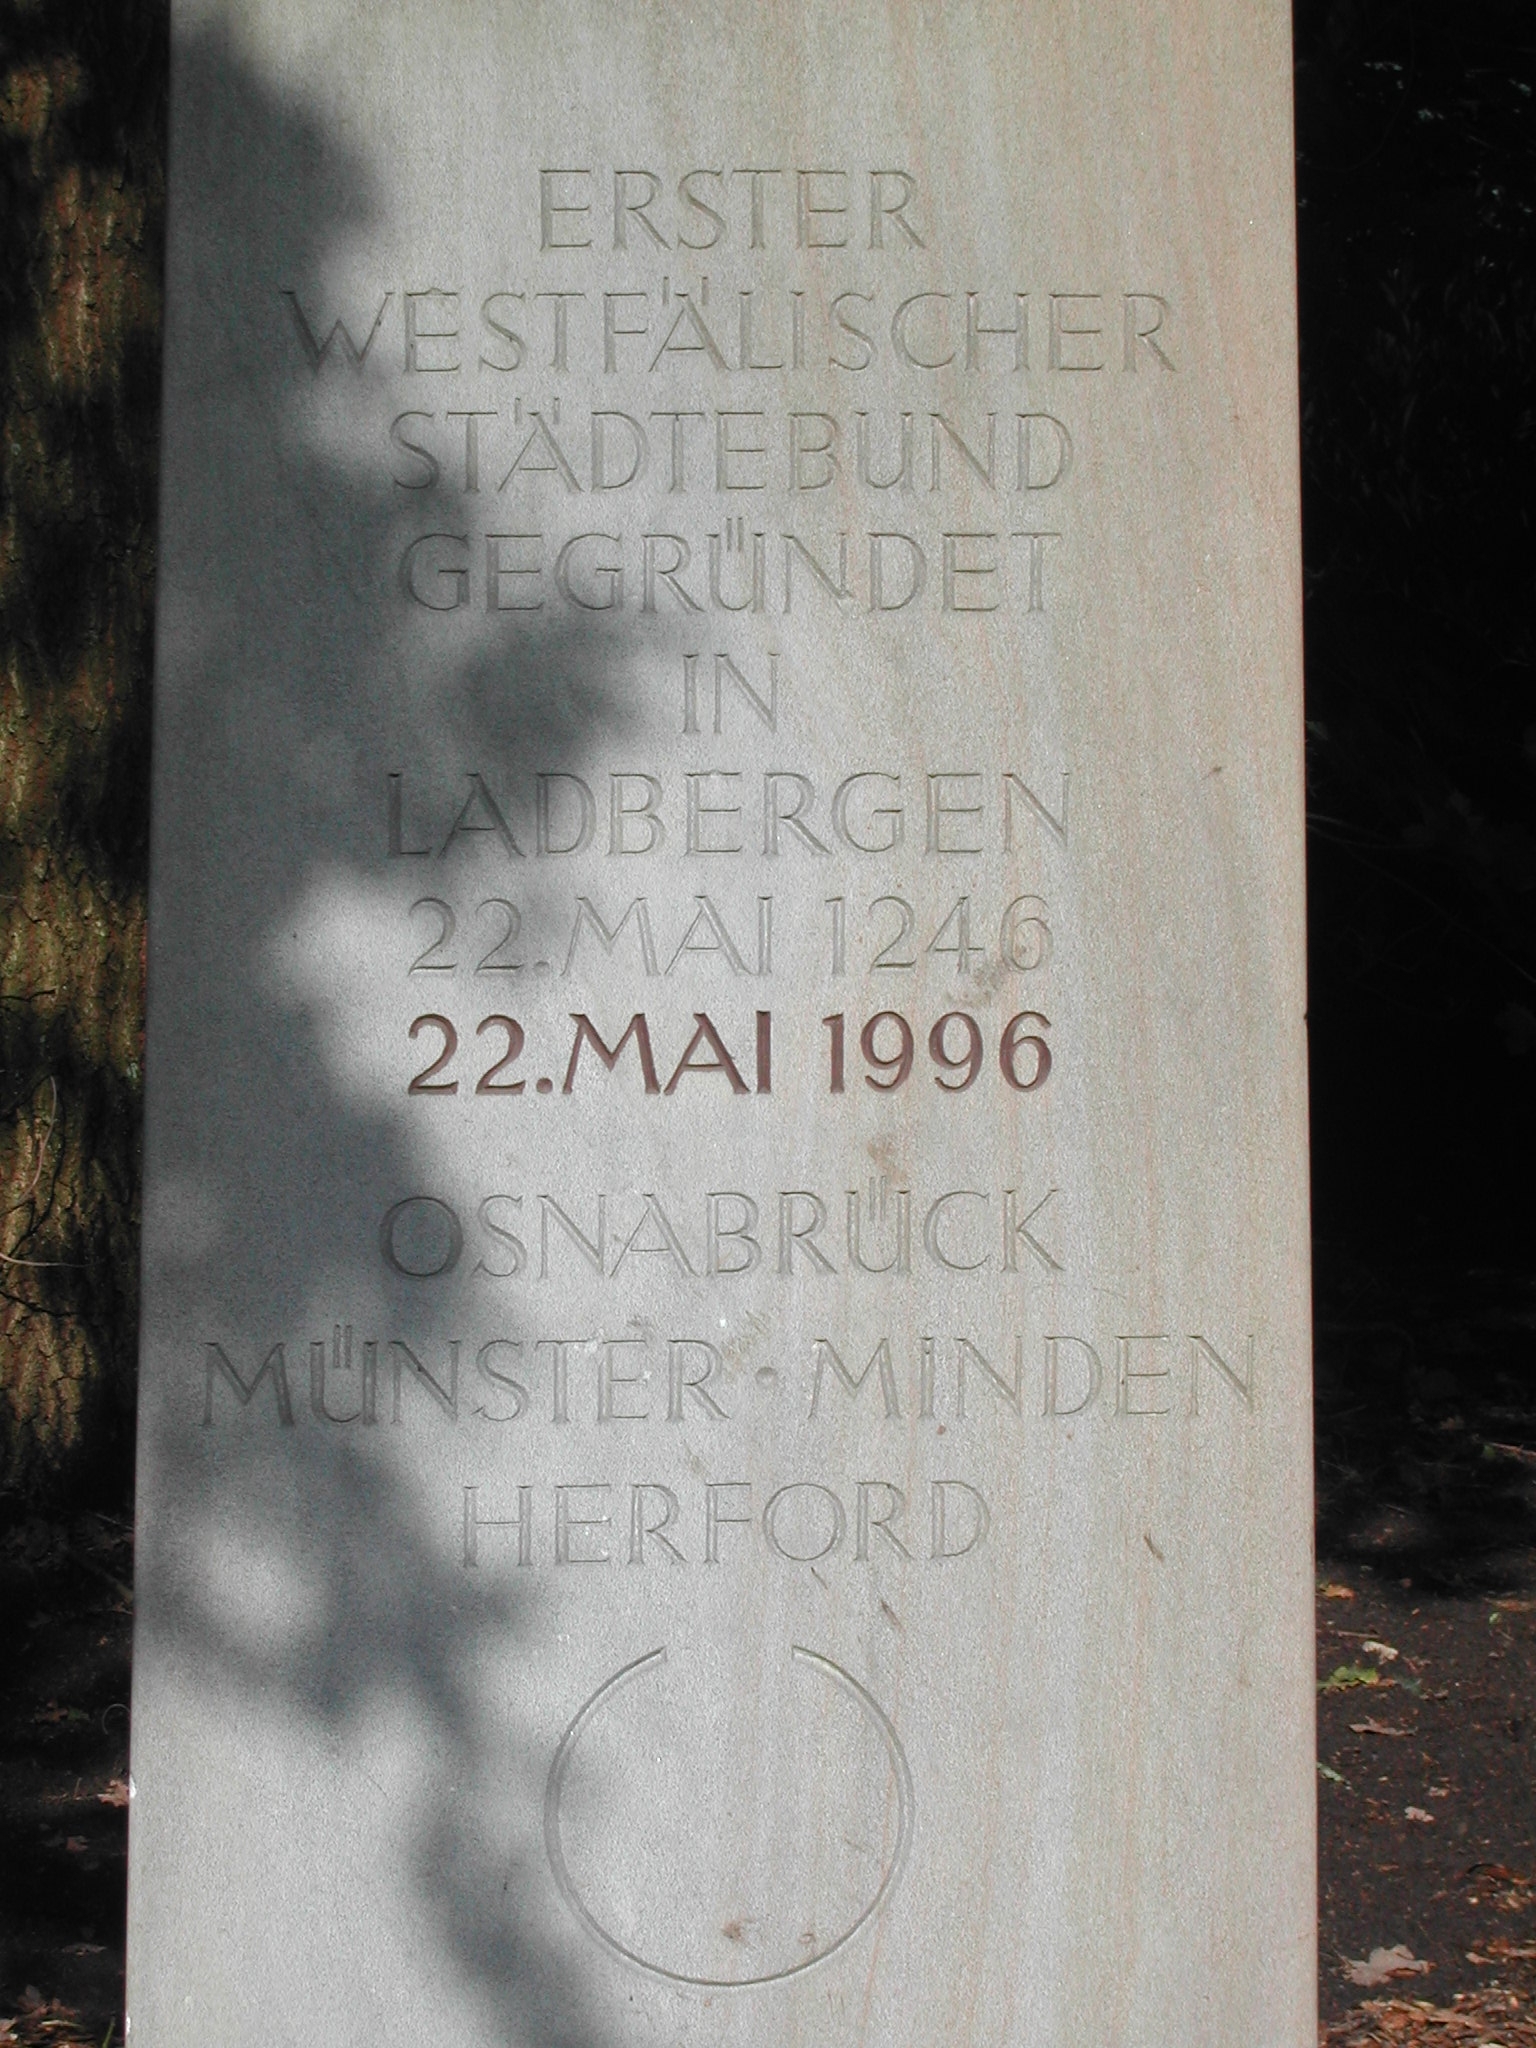 ERSTER
WESTFÄLISCHER
STÄDTEBUND
GEGRÜNDET
IN
LADBERGEN
22.MAI 1246
22.MAI 1996
OSNABRÜCK
MÜNSTER · MINDEN
HERFORD